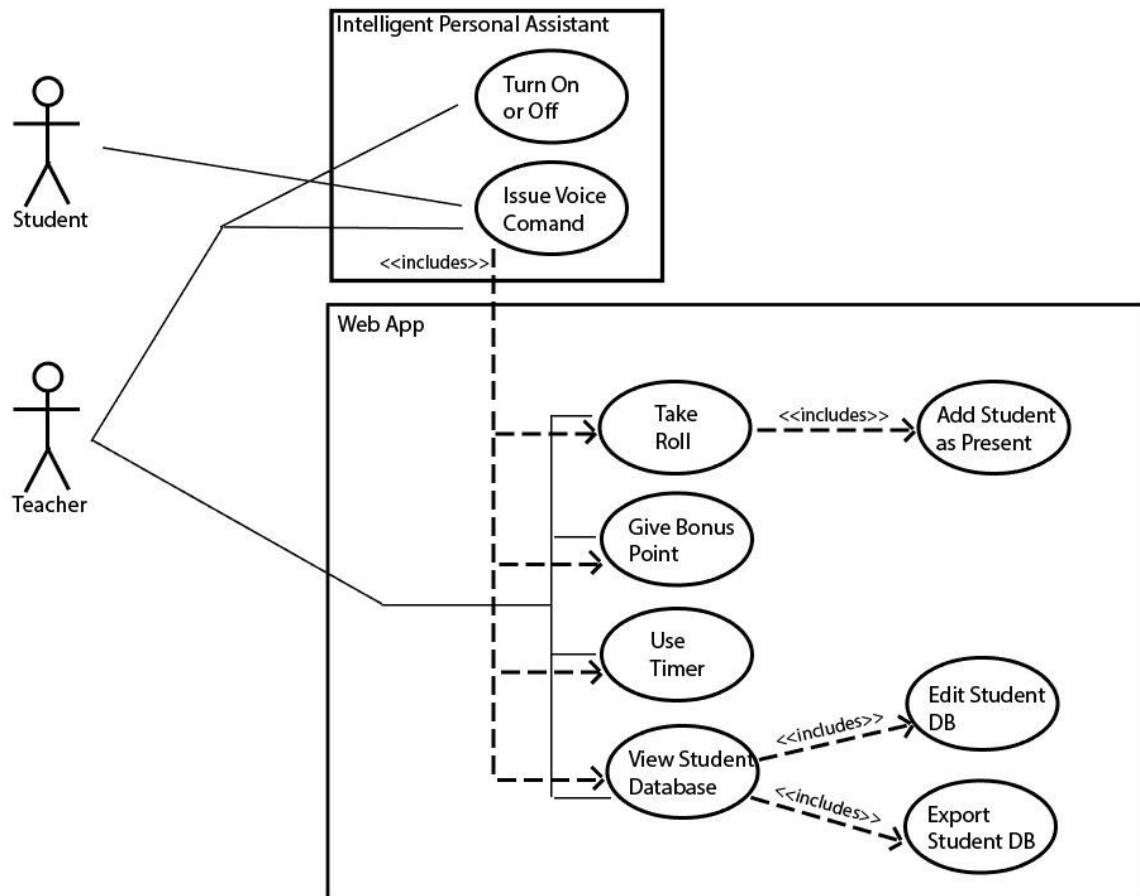 Intelligent Personal Assistant
Turn On
or Off
Student
Issue Voice
Comand
<<includes>>
Web App
Teacher
Take
Roll
<<includes>>
Add Student
as Present
Give Bonus
Point
Use
Timer
Edit Student
DB
<<includes>>
View Student
Database
<<includes>>
Export
Student DB